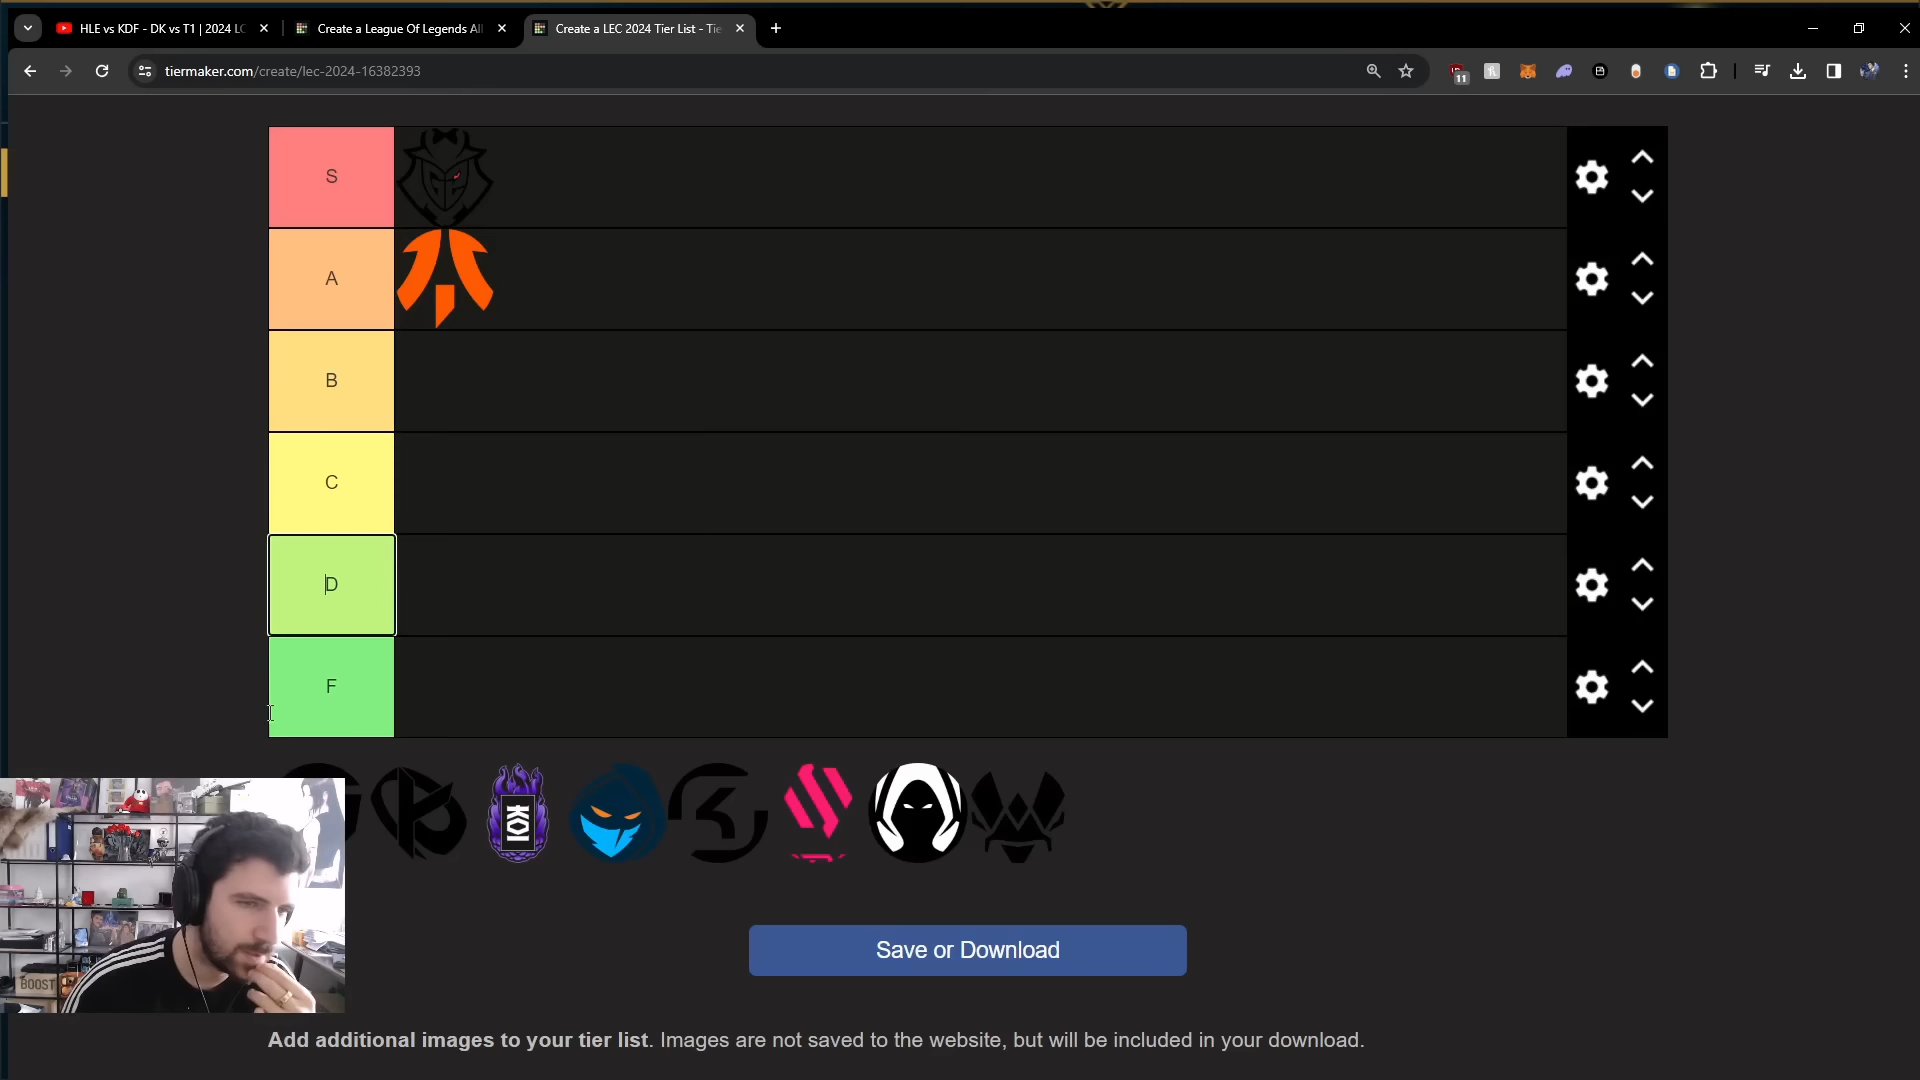 HLE vs KDF - DK vs T1 | 2024 LC
Create a League Of Legends All
Create a LEC 2024 Tier List - Tie
tiermaker.com/create/lec-2024-16382393
11
S
A
B
C
D
F
KOI
BOOST
Save or Download
Add additional images to your tier list. Images are not saved to the website, but will be included in your download.